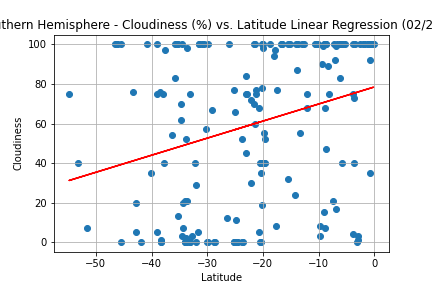 thern Hemisphere - Cloudiness (%) vs. Latitude Linear Regression (02/2
100
80
60
40
20
0
Cloudiness
−50 −40 −30 −20 −10 0
Latitude